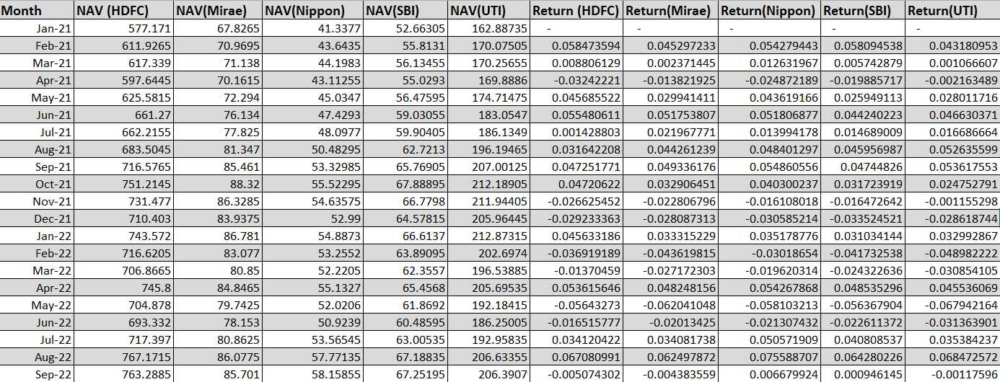 Month NAV (HDFC) NAV(Mirae) NAV(Nippon) NAV(SBI) NAV(UTI) Return (HDFC) Return(Mirae) Return(Nippon) Return(SBI) Return(UTI)
Jan-21 577.171 67.8265 41.3377 52.66305 162.88735 - - - - -
Feb-21 611.9265 70.9695 43.6435 55.8131 170.07505 0.058473594 0.045297233 0.054279443 0.058094538 0.043180953
Mar-21 617.339 71.138 44.1983 56.13455 170.25655 0.008806129 0.002371445 0.012631967 0.005742879 0.001066607
Apr-21 597.6445 70.1615 43.11255 55.0293 169.8886 -0.03242221 -0.013821925 -0.024872189 -0.019885717 -0.002163489
May-21 625.5815 72.294 45.0347 56.47595 174.71475 0.045685522 0.029941411 0.043619166 0.025949113 0.028011716
Jun-21 661.27 76.134 47.4293 59.03055 183.0547 0.055480611 0.051753807 0.051806877 0.044240223 0.046630371
Jul-21 662.2155 77.825 48.0977 59.90405 186.1349 0.001428803 0.021967771 0.013994178 0.014689009 0.016686664
Aug-21 683.5045 81.347 50.48295 62.7213 196.19465 0.031642208 0.044261239 0.048401297 0.045956987 0.052635599
Sep-21 716.5765 85.461 53.32985 65.76905 207.00125 0.047251771 0.049336176 0.054860556 0.04744826 0.053617553
Oct-21 751.2145 88.32 55.52295 67.88895 212.18905 0.04720622 0.032906451 0.040300237 0.031723919 0.024752791
Nov-21 731.477 86.3285 54.63575 66.7798 211.94405 -0.026625452 -0.022806796 -0.016108018 -0.016472642 -0.001155298
Dec-21 710.403 83.9375 52.99 64.57815 205.96445 -0.029233363 -0.028087313 -0.030585214 -0.033524521 -0.028618744
Jan-22 743.572 86.781 54.8873 66.6137 212.87315 0.045633186 0.033315229 0.035178776 0.031034144 0.032992867
Feb-22 716.6205 83.077 53.2552 63.89095 202.6974 -0.036919189 -0.043619815 -0.03018654 -0.041732538 -0.048982222
Mar-22 706.8665 80.85 52.2205 62.3557 196.53885 -0.01370459 -0.027172303 -0.019620314 -0.024322636 -0.030854105
Apr-22 745.8 84.8465 55.1327 65.4568 205.69535 0.053615646 0.048248156 0.054267868 0.048535296 0.045536069
May-22 704.878 79.7425 52.0206 61.8692 192.18415 -0.05643273 -0.062041048 -0.058103213 -0.056367904 -0.067942164
Jun-22 693.332 78.153 50.9239 60.48595 186.25005 -0.016515777 -0.02013425 -0.021307432 -0.022611372 -0.031363901
Jul-22 717.397 80.8625 53.56545 63.00535 192.95835 0.034120422 0.034081738 0.050571909 0.040808537 0.035384237
Aug-22 767.1715 86.0775 57.77135 67.18835 206.63355 0.067080991 0.062497872 0.075588707 0.064280226 0.068472572
Sep-22 763.2885 85.701 58.15855 67.25195 206.3907 -0.005074302 -0.004383559 0.006679924 0.000946145 -0.00117596